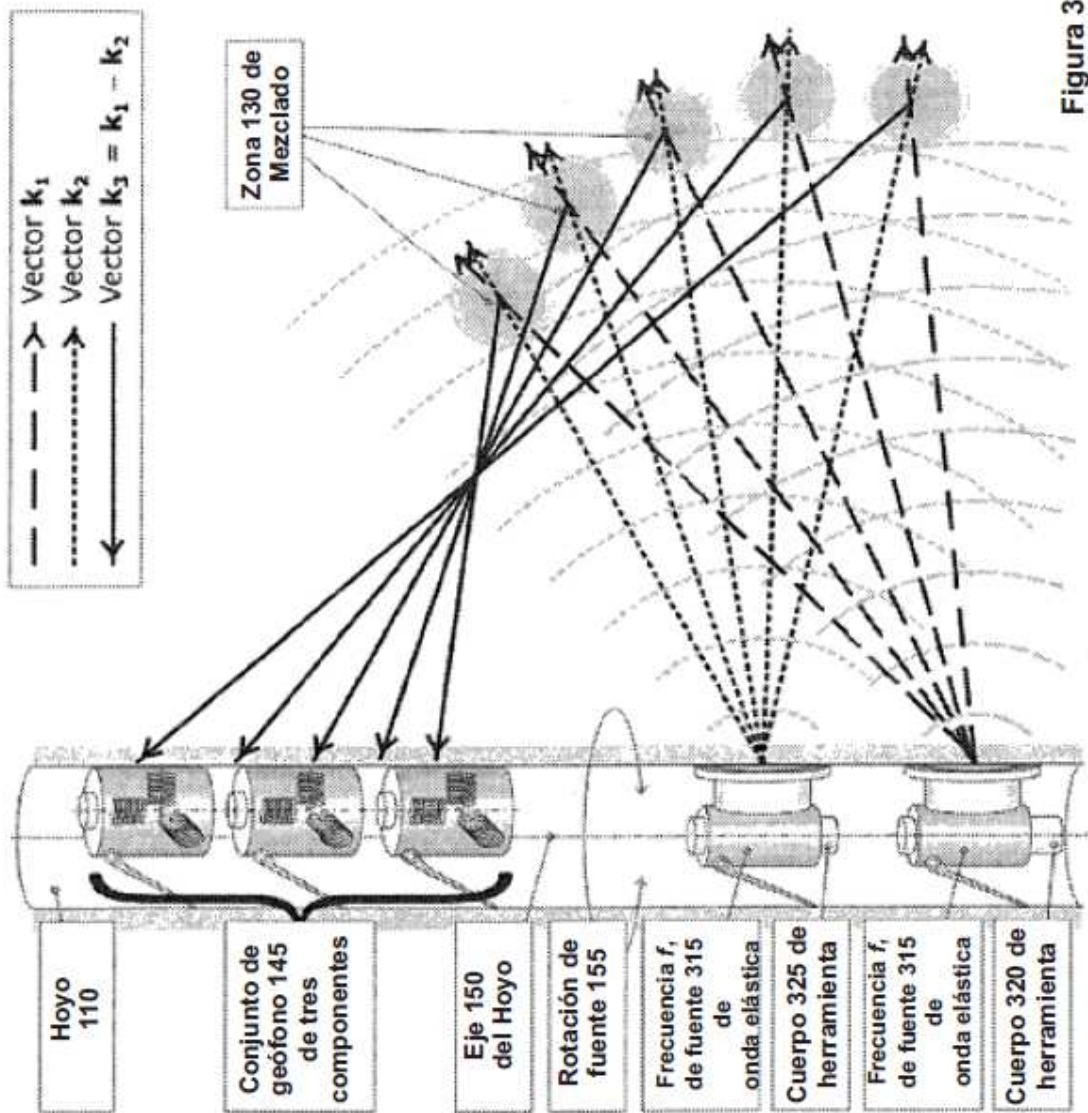 Vector k₁
Vector k₂
Vector k₃ = k₁ − k₂
Zona 130 de
Mezclado
Hoyo
110
Conjunto de
geófono 145
de tres
componentes
Eje 150
del Hoyo
Rotación de
fuente 155
Frecuencia f,
de fuente 315
de
onda elástica
Cuerpo 325 de
herramienta
Frecuencia f,
de fuente 315
de
onda elástica
Cuerpo 320 de
herramienta
Figura 3